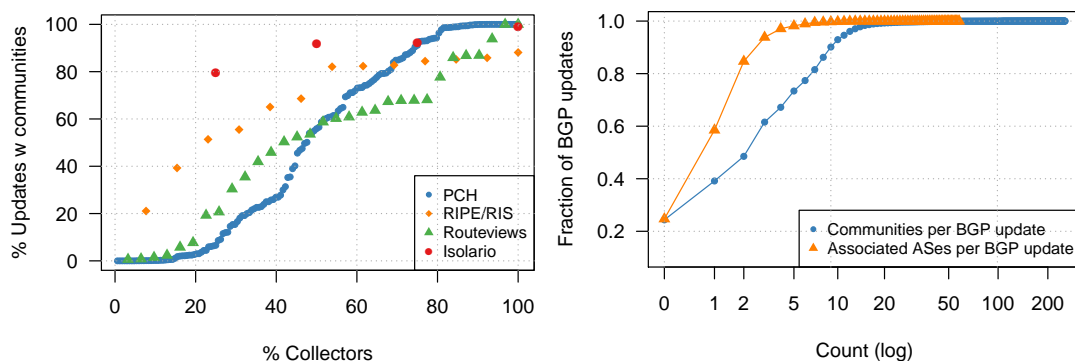 % Updates w communities
100
80
60
40
20
0
PCH
RIPE/RIS
Routeviews
Isolario
0 20 40 60 80 100
% Collectors
Fraction of BGP updates
1.0
0.8
0.6
0.4
0.2
Communities per BGP update
Associated ASes per BGP update
0 1 2 5 10 20 50 100 200
Count (log)